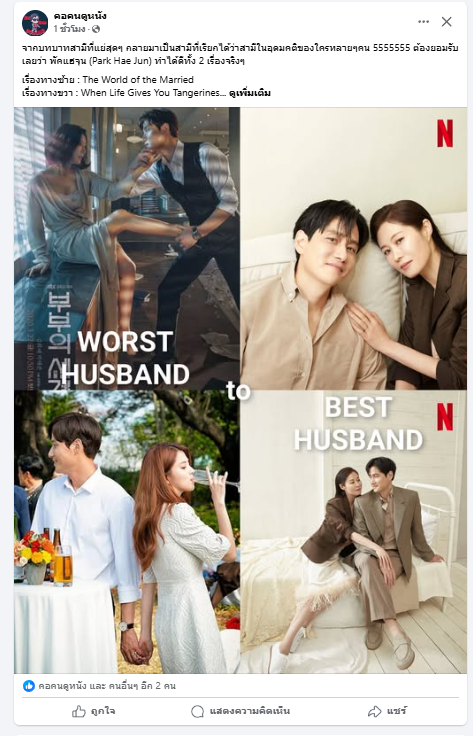 คอคนดูหนัง
1 ชั่วโมง ·
จากบทบาทสามีที่แย่สุดๆ กลายมาเป็นสามีที่เรียกได้ว่าสามีในอุดมคติของใครหลายๆคน 5555555 ต้องยอมรับ
เลยว่า พัคแฮจุน (Park Hae Jun) ทำได้ดีทั้ง 2 เรื่องจริงๆ
เรื่องทางซ้าย : The World of the Married
เรื่องทางขวา : When Life Gives You Tangerines... ดูเพิ่มเติม
N
WORST
HUSBAND
to
BEST
HUSBAND
N
คอคนดูหนัง และ คนอื่นๆ อีก 2 คน
ถูกใจ
แสดงความคิดเห็น
แชร์